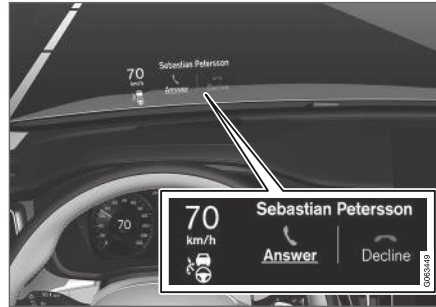 70
km/h
Sebastian Petersson
Answer
Decline
70
70
km/h
Sebastian Petersson
Answer
Decline
G063449